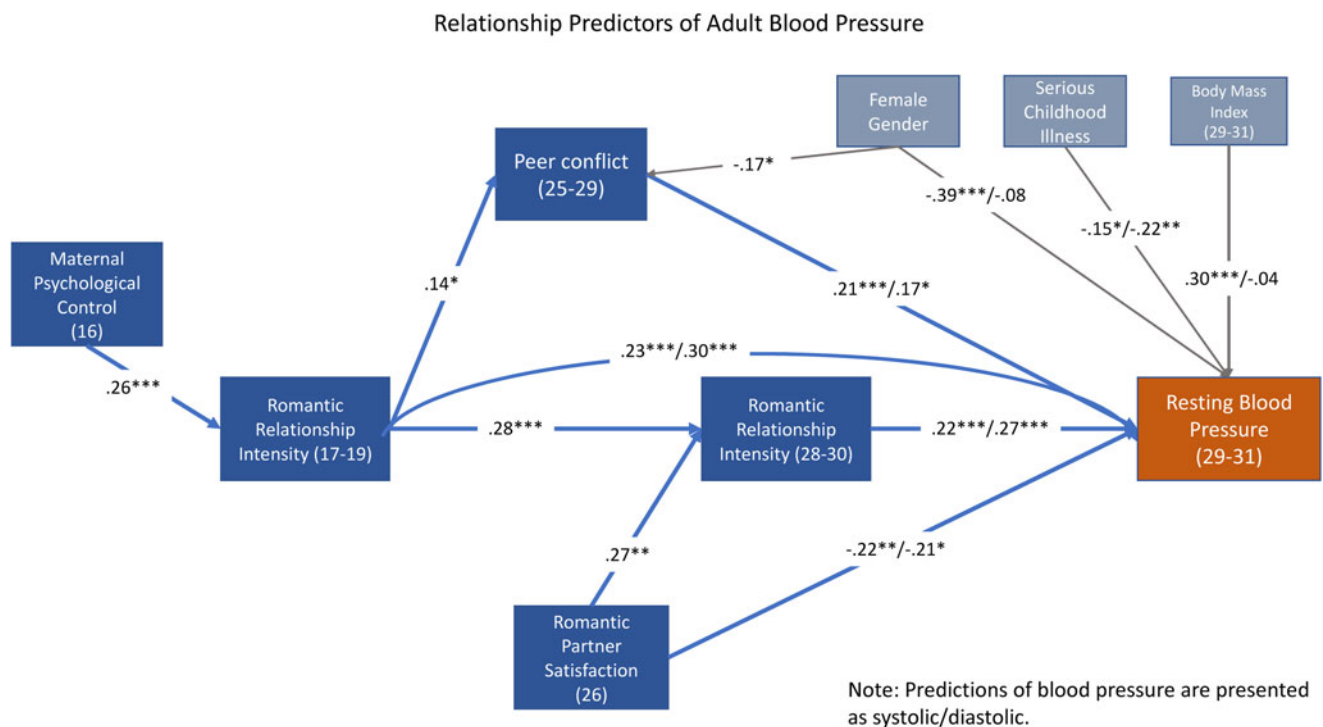 Relationship Predictors of Adult Blood Pressure
Female
Gender
Serious
Childhood
Illness
Body Mass
Index
(29-31)
Peer conflict
(25-29)
-.17*
-.39***/-.08
-.15*/-.22**
.30***/-.04
Maternal
Psychological
Control
(16)
.14*
.21***/.17*
.26***
.23***/.30***
Romantic
Relationship
Intensity (17-19)
.28***
Romantic
Relationship
Intensity (28-30)
.22***/.27***
Resting Blood
Pressure
(29-31)
.27**
-.22**/-.21*
Romantic
Partner
Satisfaction
(26)
Note: Predictions of blood pressure are presented
as systolic/diastolic.